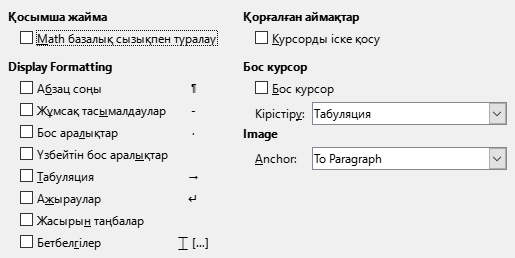 Қосымша жайма
Math базалық сызықпен туралау
Display Formatting
Абзац соңы ¶
Жұмсақ тасымалдаулар -
Бос аралықтар ·
Үзбейтін бос аралықтар
Табуляция →
Ажыраулар ↵
Жасырын таңбалар
Бетбелгілер ⌶ [...]
Қорғалған аймақтар
Курсорды іске қосу
Бос курсор
Бос курсор
Кірістіру: Табуляция
Image
Anchor: To Paragraph